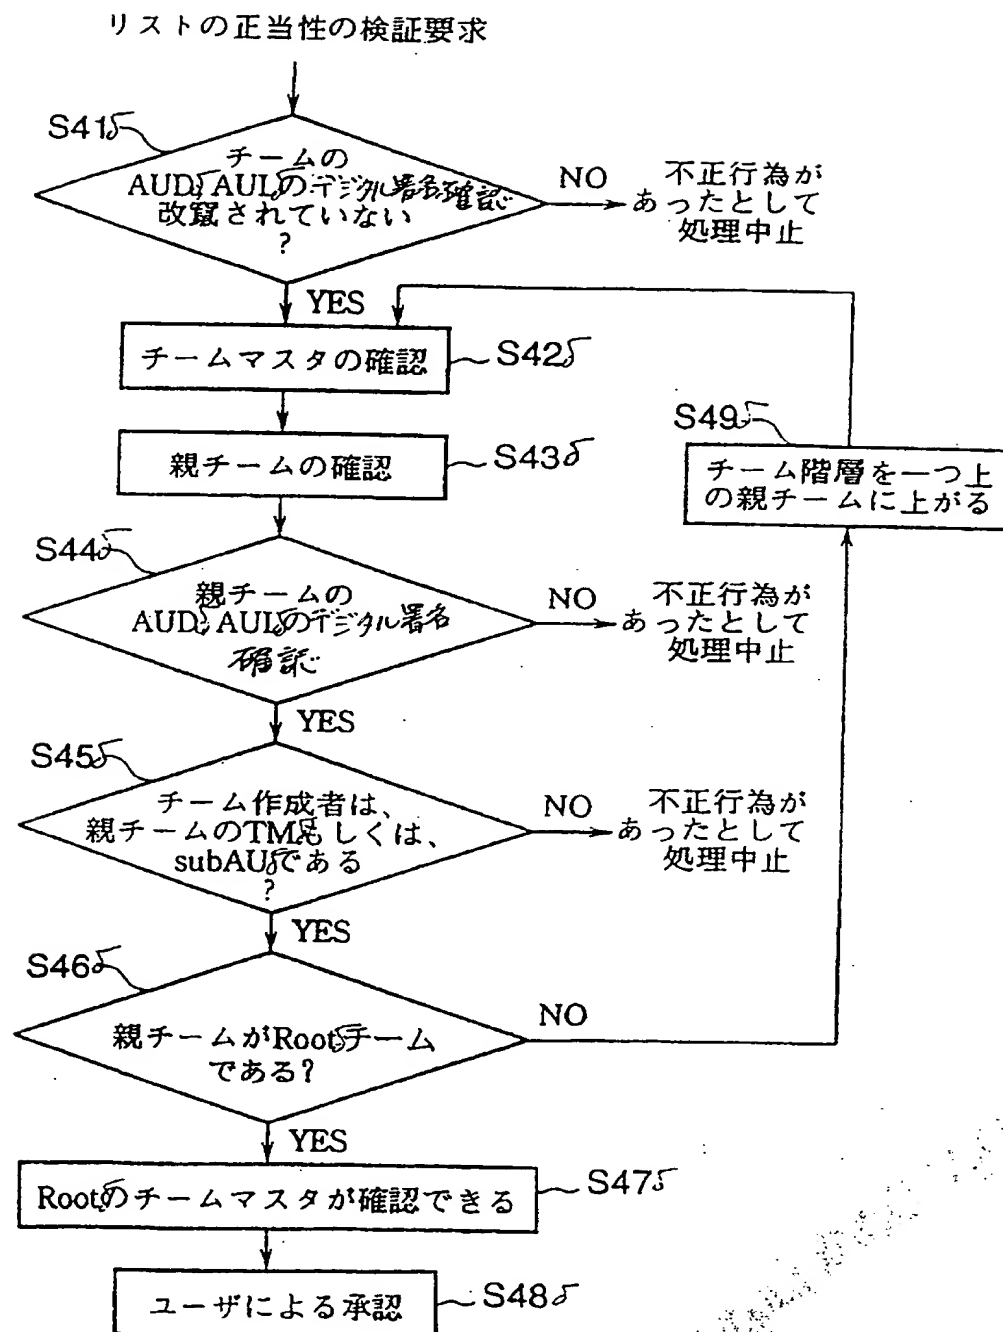 リストの正当性の検証要求
S41
チームの
AUD, AULのデジタル署名確認
改竄されていない
?
NO
不正行為が
あったとして
処理中止
YES
チームマスタの確認
S42
親チームの確認
S43
S49
チーム階層を一つ上
の親チームに上がる
S44
親チームの
AUD, AULのデジタル署名
確認
NO
不正行為が
あったとして
処理中止
YES
S45
チーム作成者は、
親チームのTMもしくは、
subAUである
?
NO
不正行為が
あったとして
処理中止
YES
S46
親チームがRootチーム
である?
NO
YES
Rootのチームマスタが確認できる
S47
ユーザによる承認
S48